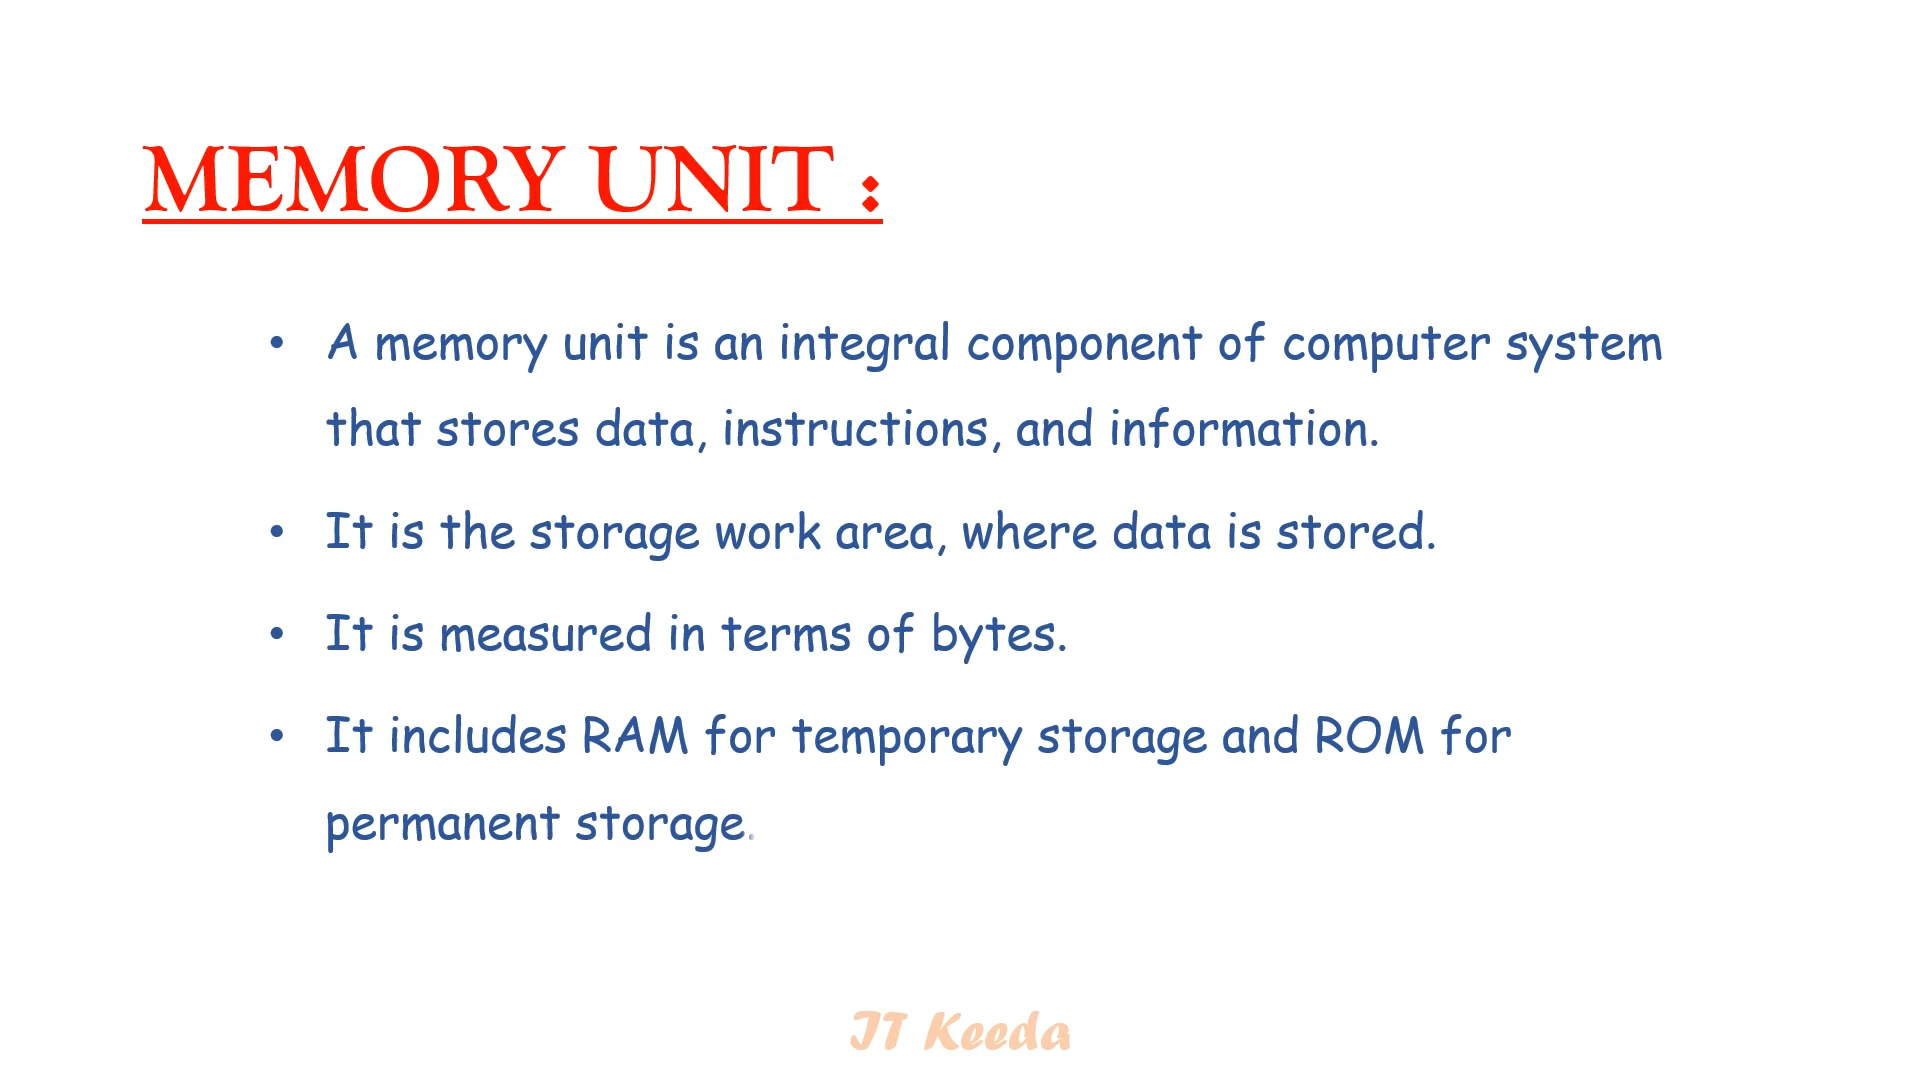 MEMORY UNIT :
• A memory unit is an integral component of computer system
that stores data, instructions, and information.
• It is the storage work area, where data is stored.
• It is measured in terms of bytes.
• It includes RAM for temporary storage and ROM for
permanent storage.
IT Keeda